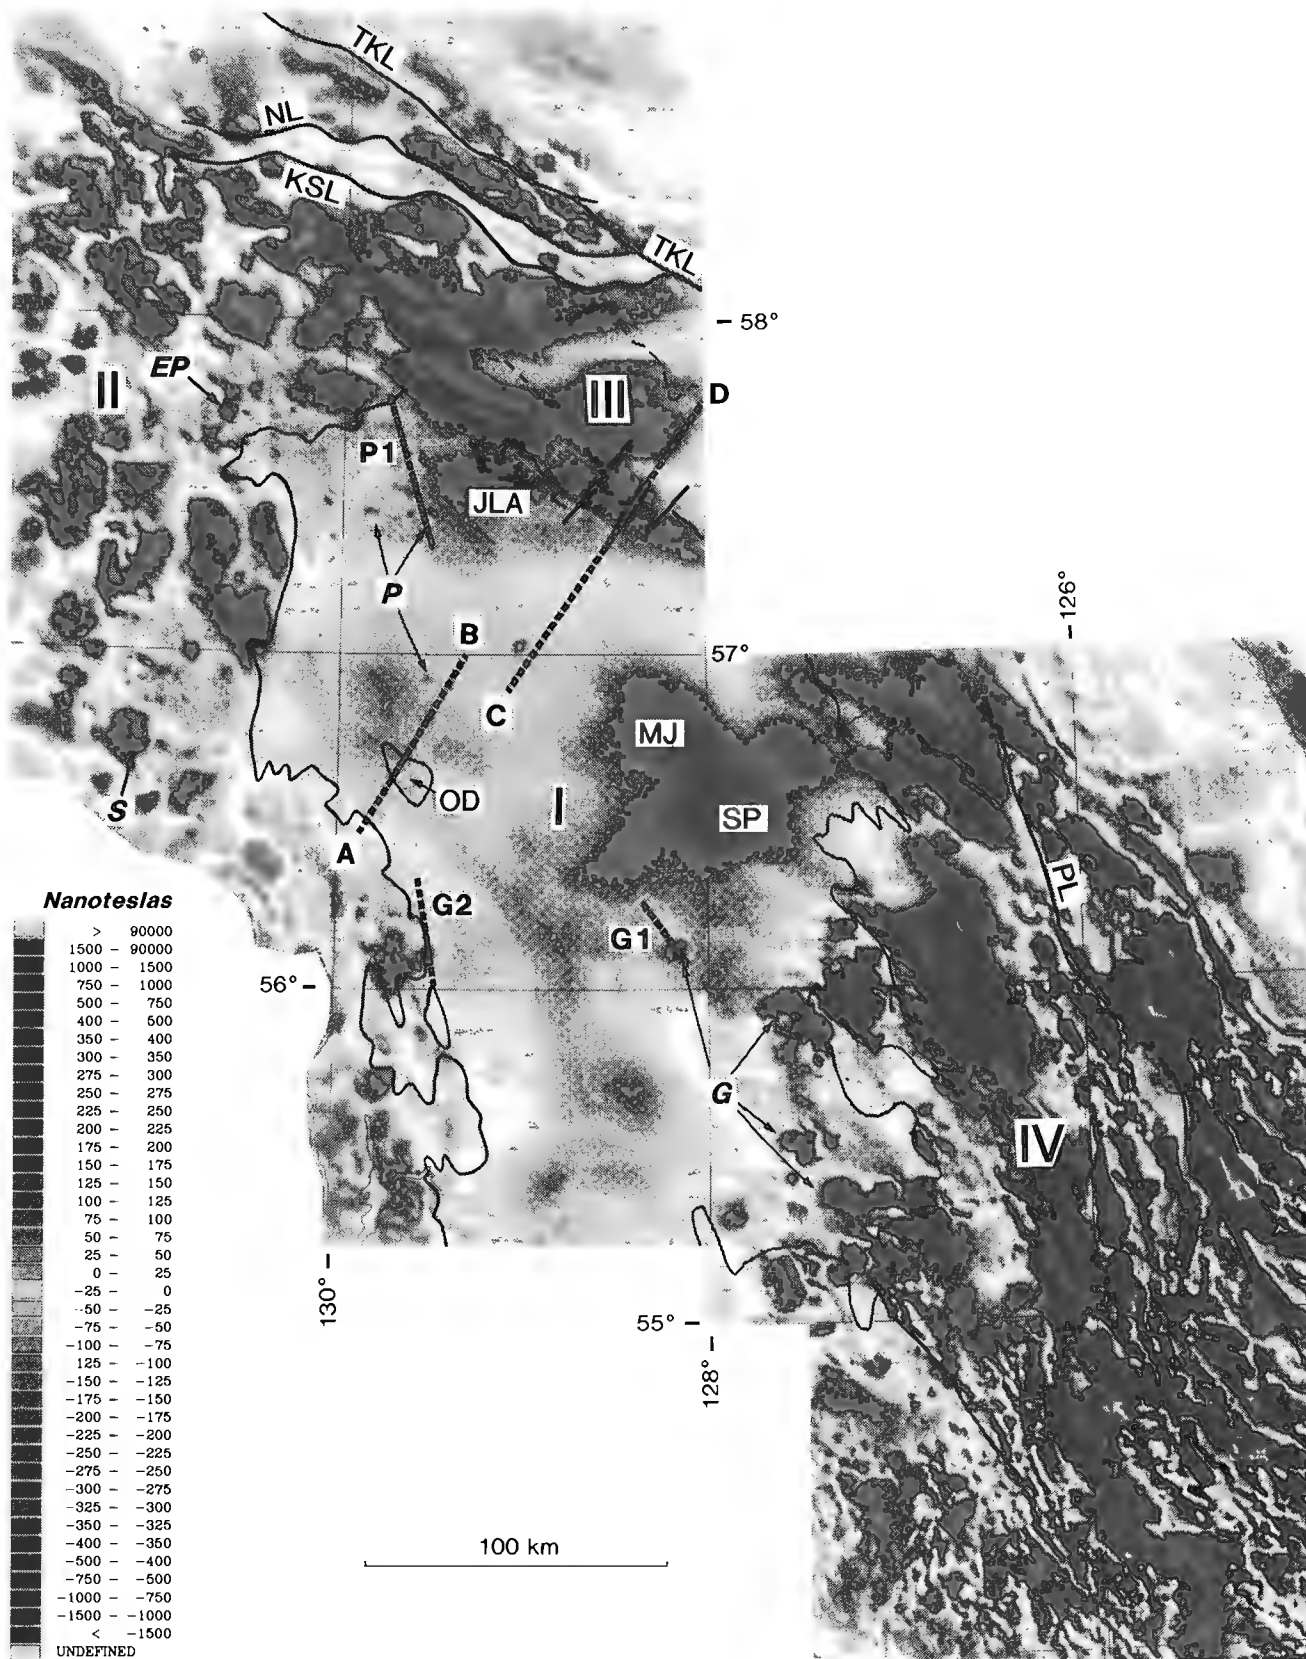 TKL
NL
KSL
TKL
58°
EP
II
III
D
P1
JLA
P
126°
B
57°
C
MJ
S
OD
I
SP
A
PL
Nanoteslas
G2
G1
> 90000
1500 - 90000
1000 - 1500
750 - 1000
500 - 750
400 - 500
350 - 400
300 - 350
275 - 300
250 - 275
225 - 250
200 - 225
175 - 200
150 - 175
125 - 150
100 - 125
75 - 100
50 - 75
25 - 50
0 - 25
-25 - 0
-50 - -25
-75 - -50
-100 - -75
125 - -100
-150 - -125
-175 - -150
-200 - -175
-225 - -200
-250 - -225
-275 - -250
-300 - -275
-325 - -300
-350 - -325
-400 - -350
-500 - -400
-750 - -500
-1000 - -750
-1500 - -1000
< -1500
UNDEFINED
56°
G
IV
130°
55°
128°
100 km